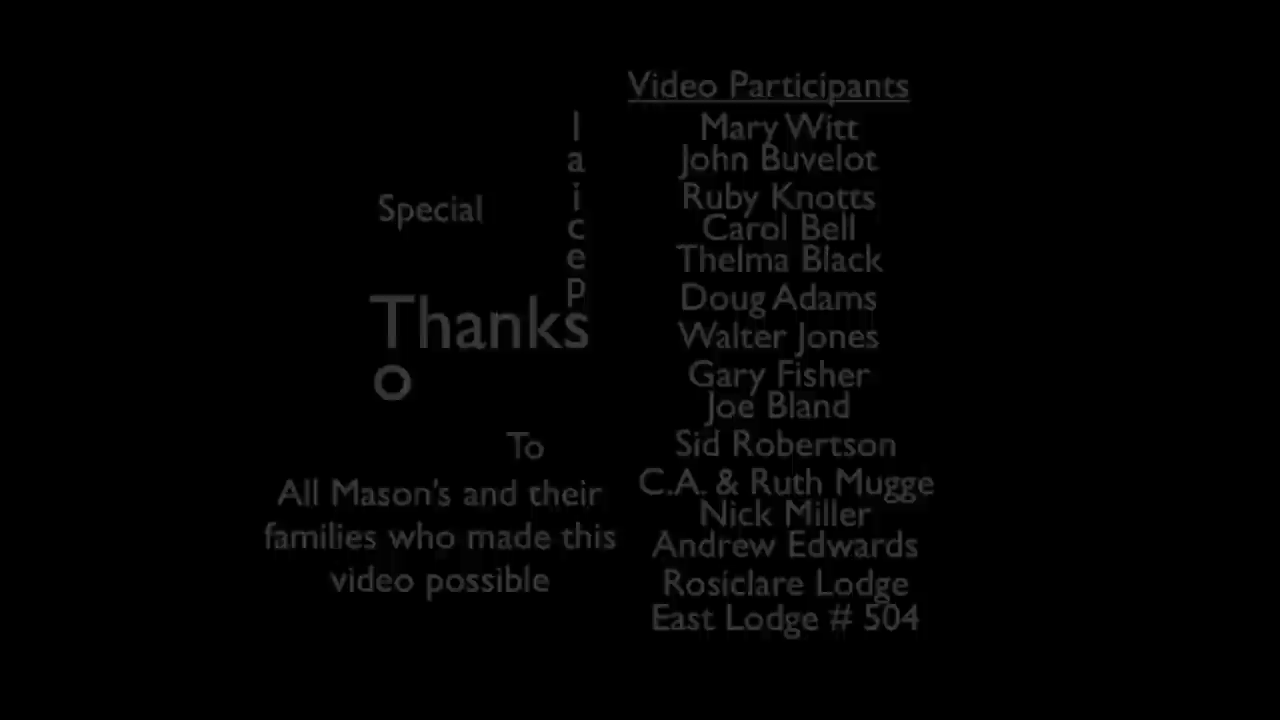 Special
l
a
i
c
e
p
Thanks
o
To
All Mason's and their
families who made this
video possible
Video Participants
Mary Witt
John Buvelot
Ruby Knotts
Carol Bell
Thelma Black
Doug Adams
Walter Jones
Gary Fisher
Joe Bland
Sid Robertson
C.A. & Ruth Mugge
Nick Miller
Andrew Edwards
Rosiclare Lodge
East Lodge # 504